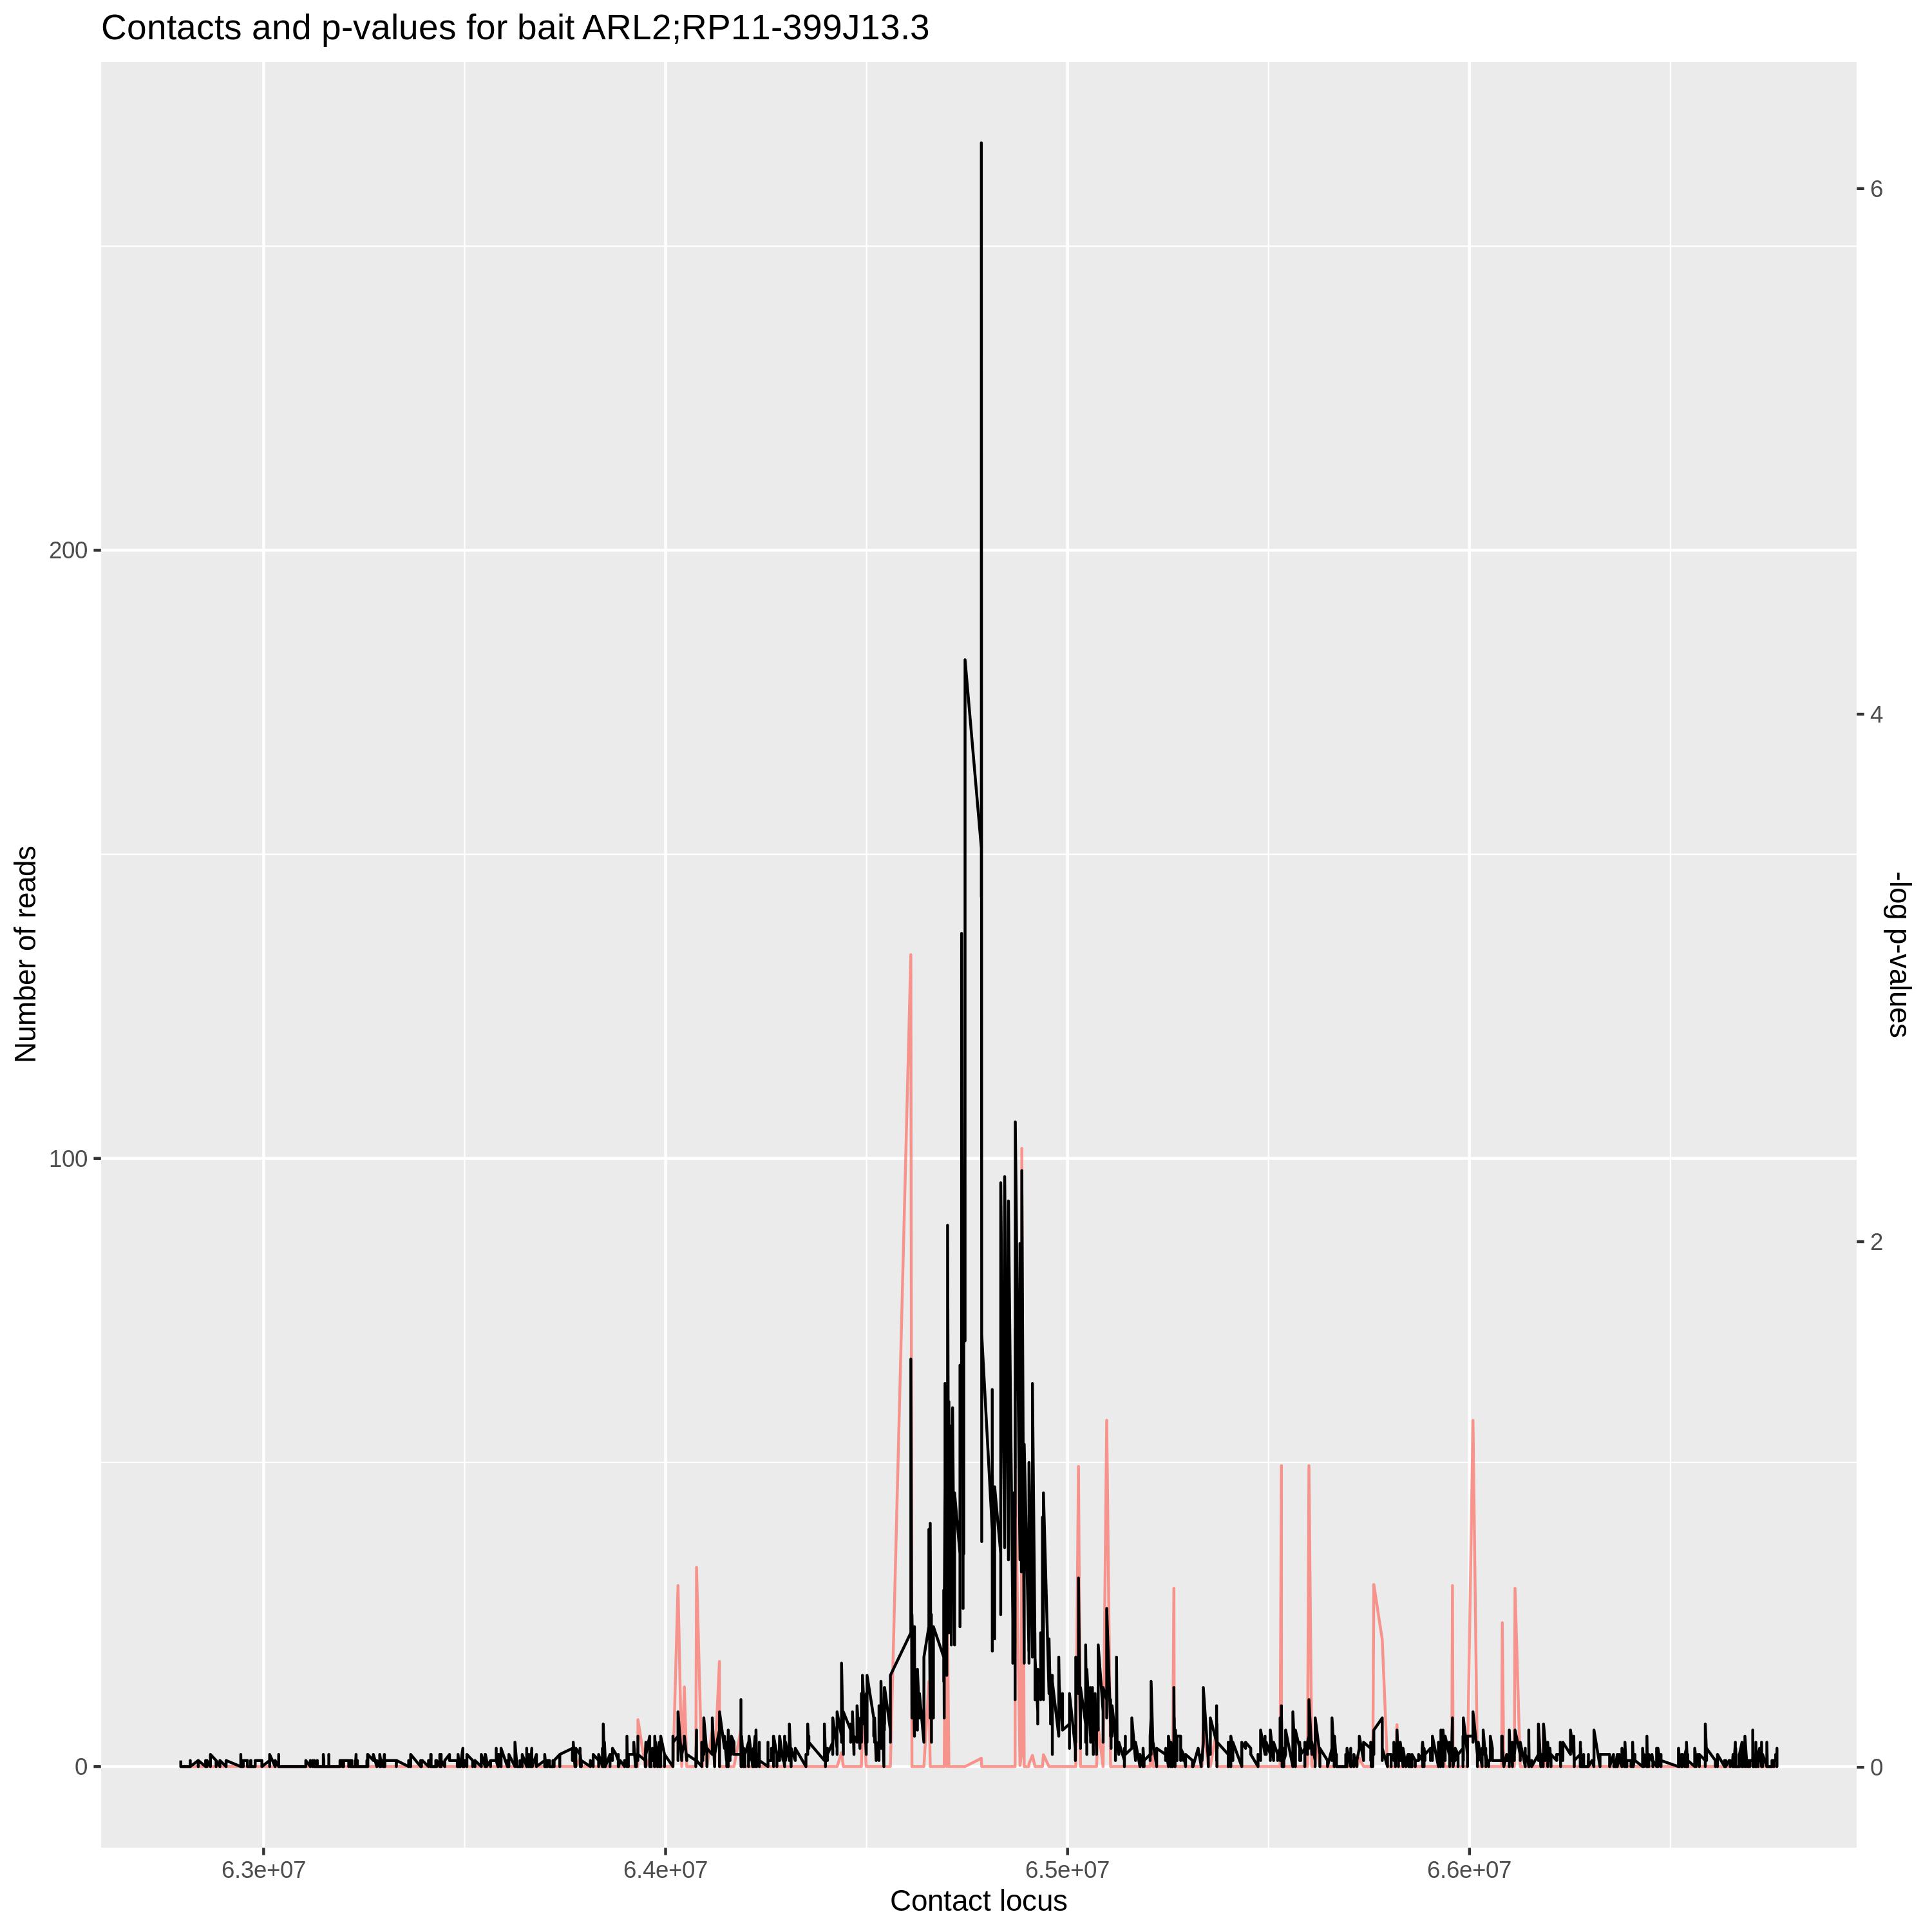 Contacts and p-values for bait ARL2;RP11-399J13.3
Number of reads
200
100
0
6
4
2
0
-log p-values
6.3e+07 6.4e+07 6.5e+07 6.6e+07
Contact locus